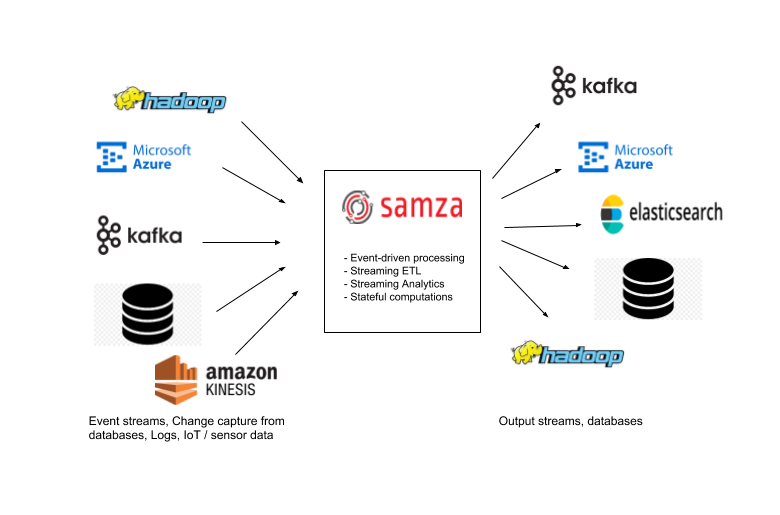 hadoop
Microsoft
Azure
kafka
amazon
KINESIS
Event streams, Change capture from
databases, Logs, IoT / sensor data
samza
- Event-driven processing
- Streaming ETL
- Streaming Analytics
- Stateful computations
kafka
Microsoft
Azure
elasticsearch
hadoop
Output streams, databases